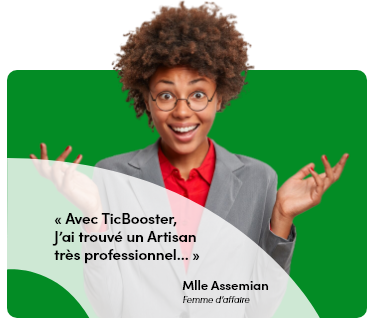 « Avec TicBooster,
J'ai trouvé un Artisan
très professionnel... »
Mlle Assemian
Femme d'affaire